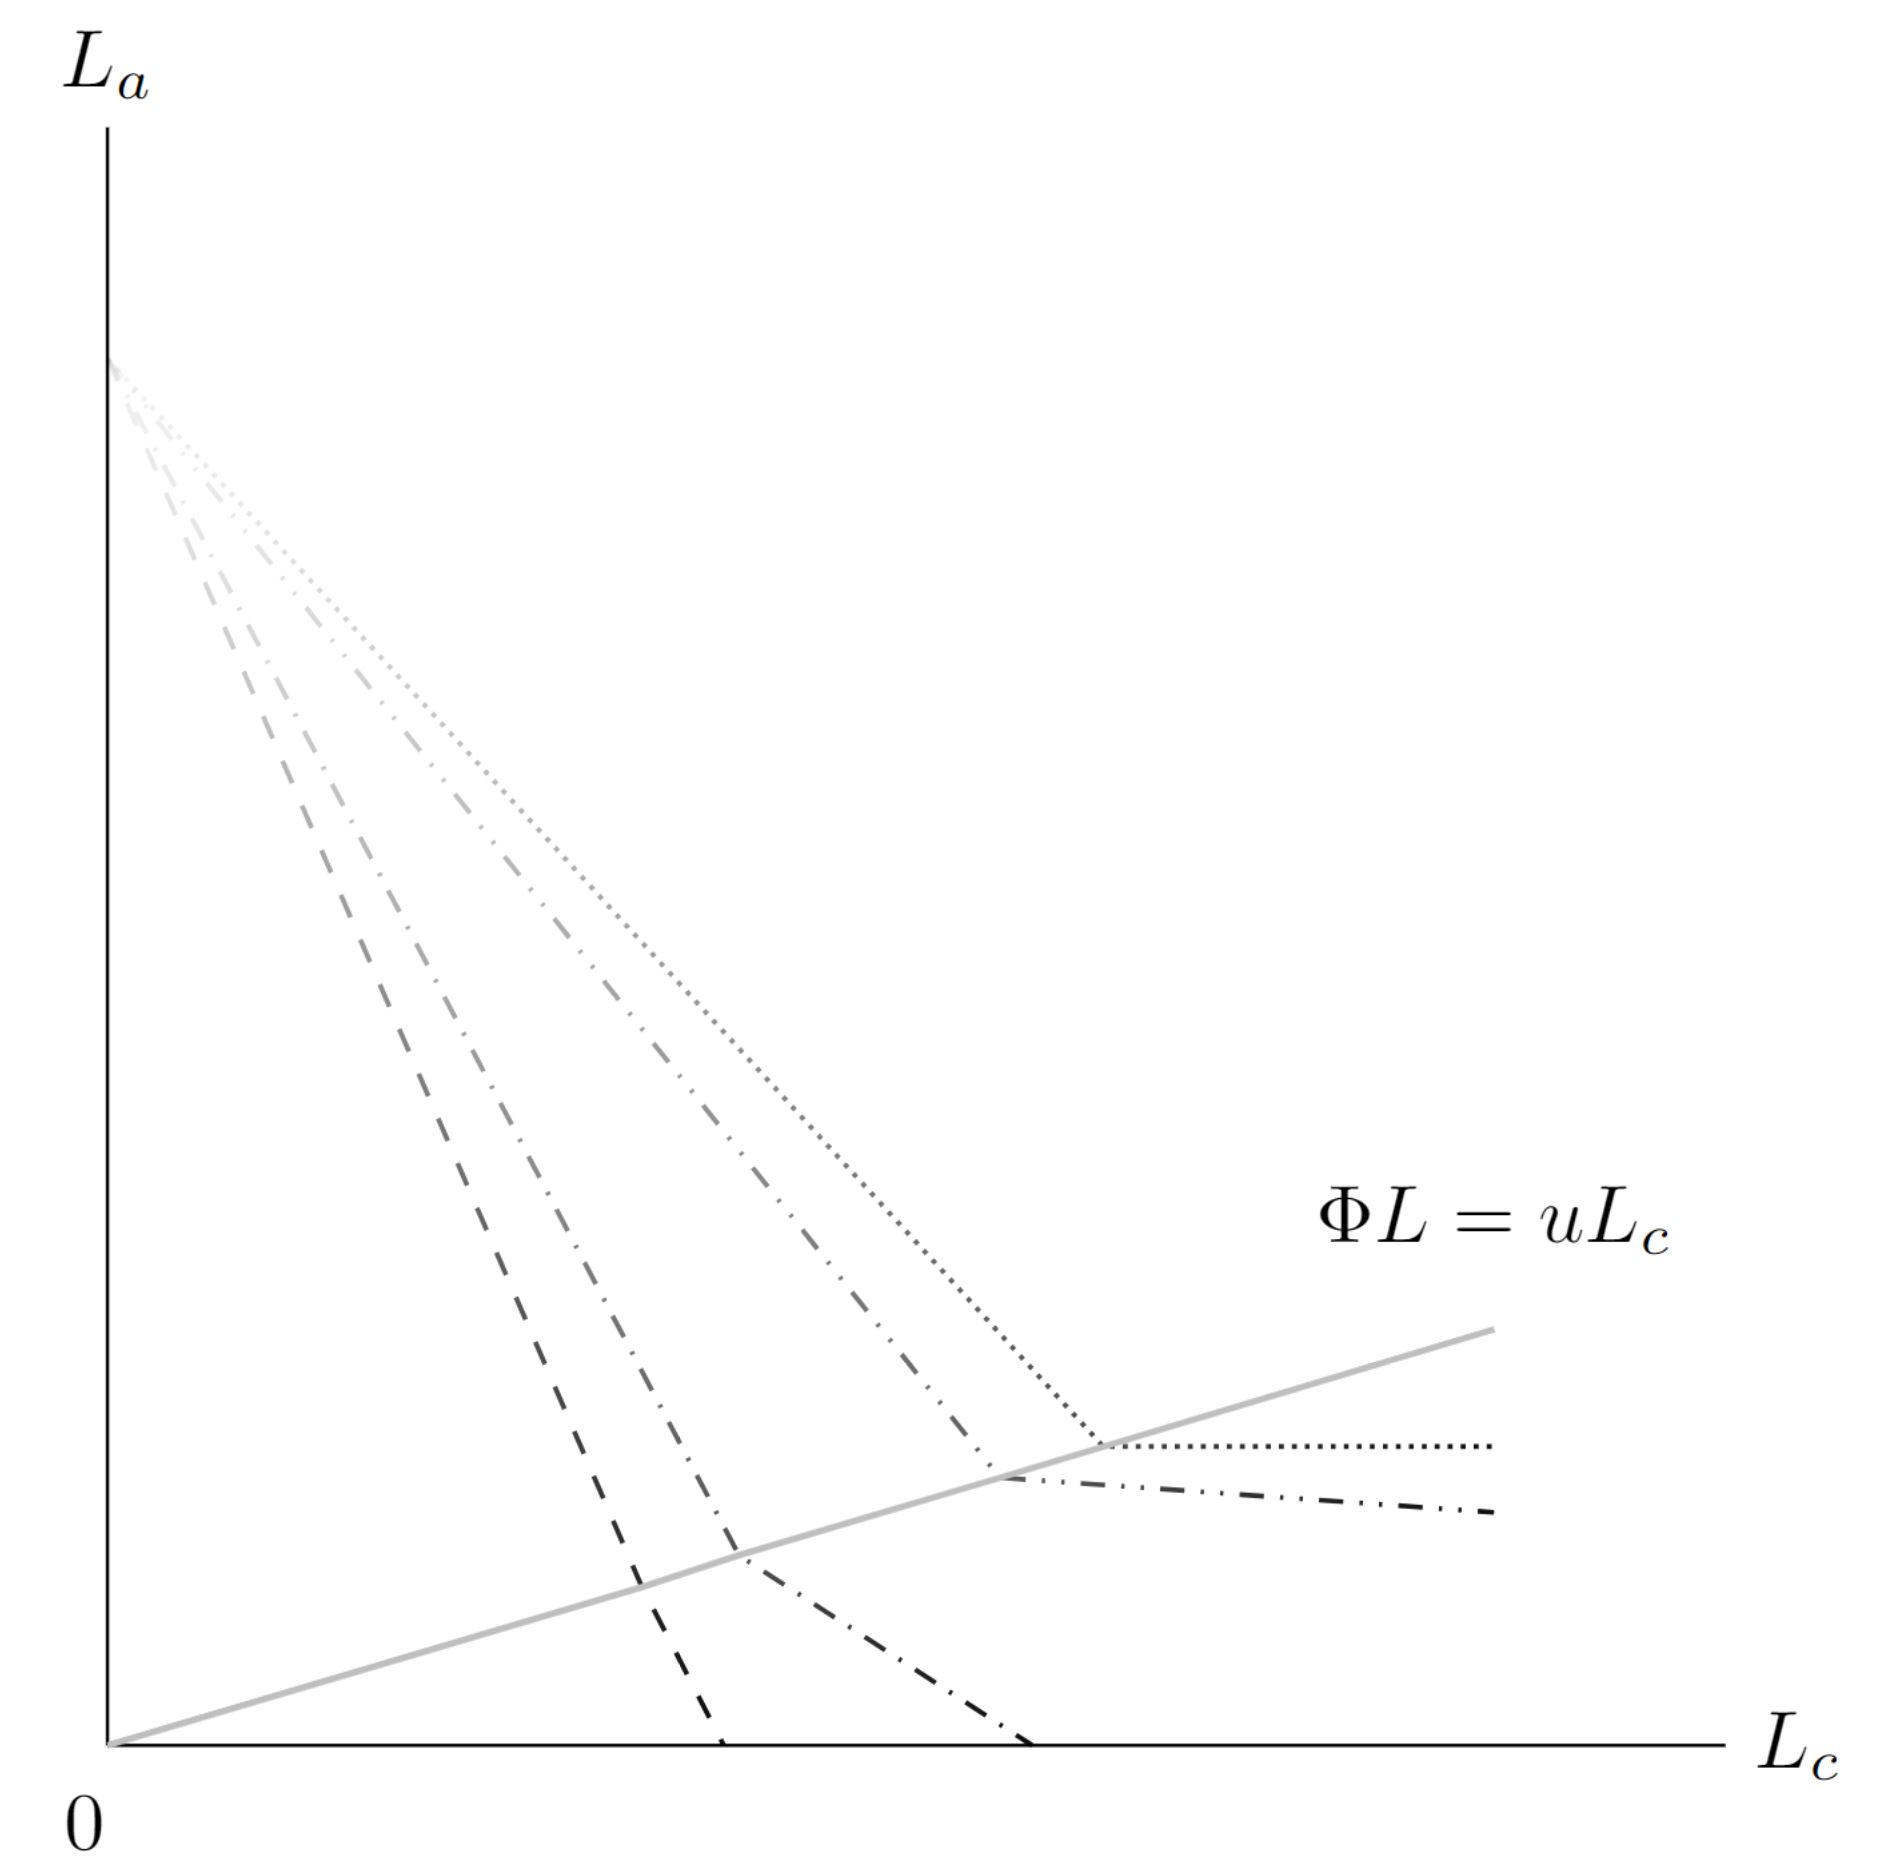 L_a
ΦL = uL_c
L_c
0